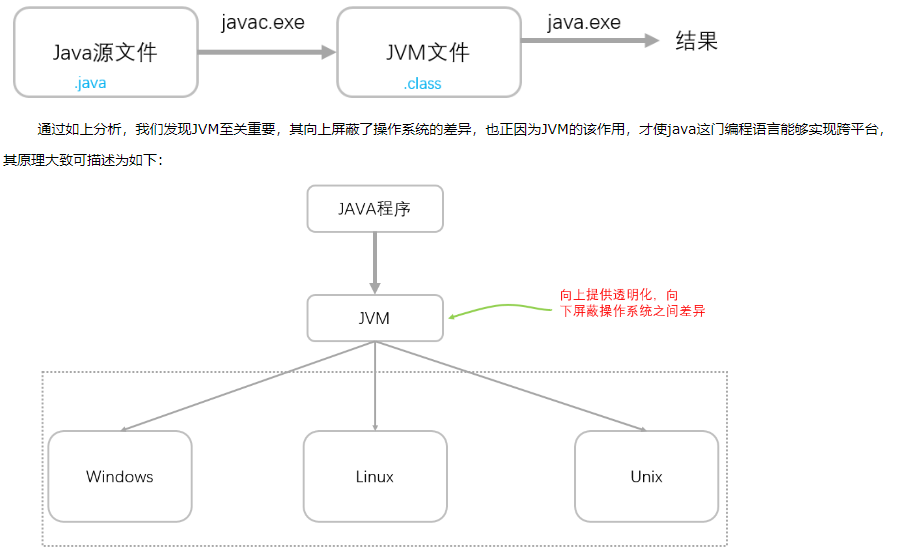 javac.exe
java.exe
Java源文件
JVM文件
结果
.java
.class
通过如上分析，我们发现JVM至关重要，其向上屏蔽了操作系统的差异，也正因为JVM的该作用，才使java这门编程语言能够实现跨平台，
其原理大致可描述为如下：
JAVA程序
向上提供透明化，向
下屏蔽操作系统之间差异
JVM
Windows
Linux
Unix